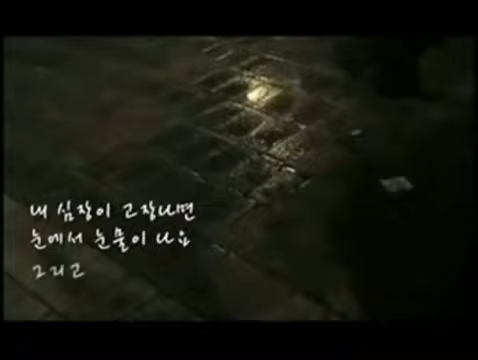 내 심장이 고장나면
눈에서 눈물이 나요
그리고